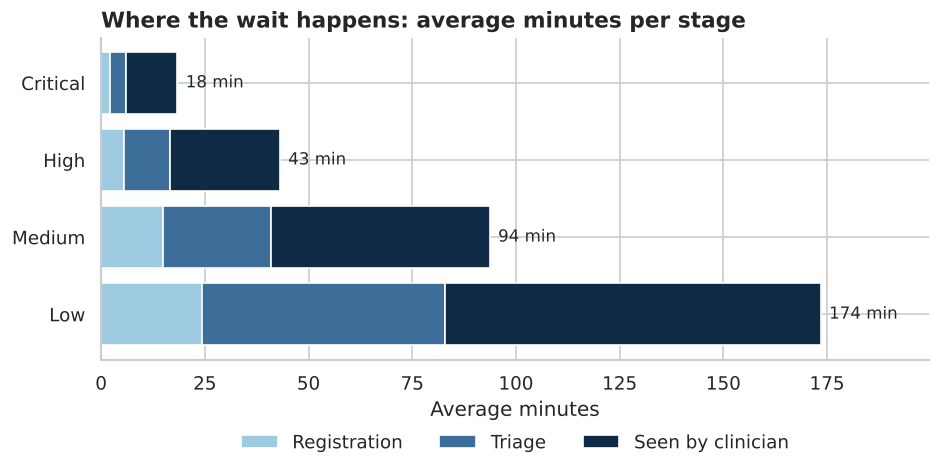 Where the wait happens: average minutes per stage
Critical
18 min
High
43 min
Medium
94 min
Low
174 min
0 25 50 75 100 125 150 175
Average minutes
Registration Triage Seen by clinician